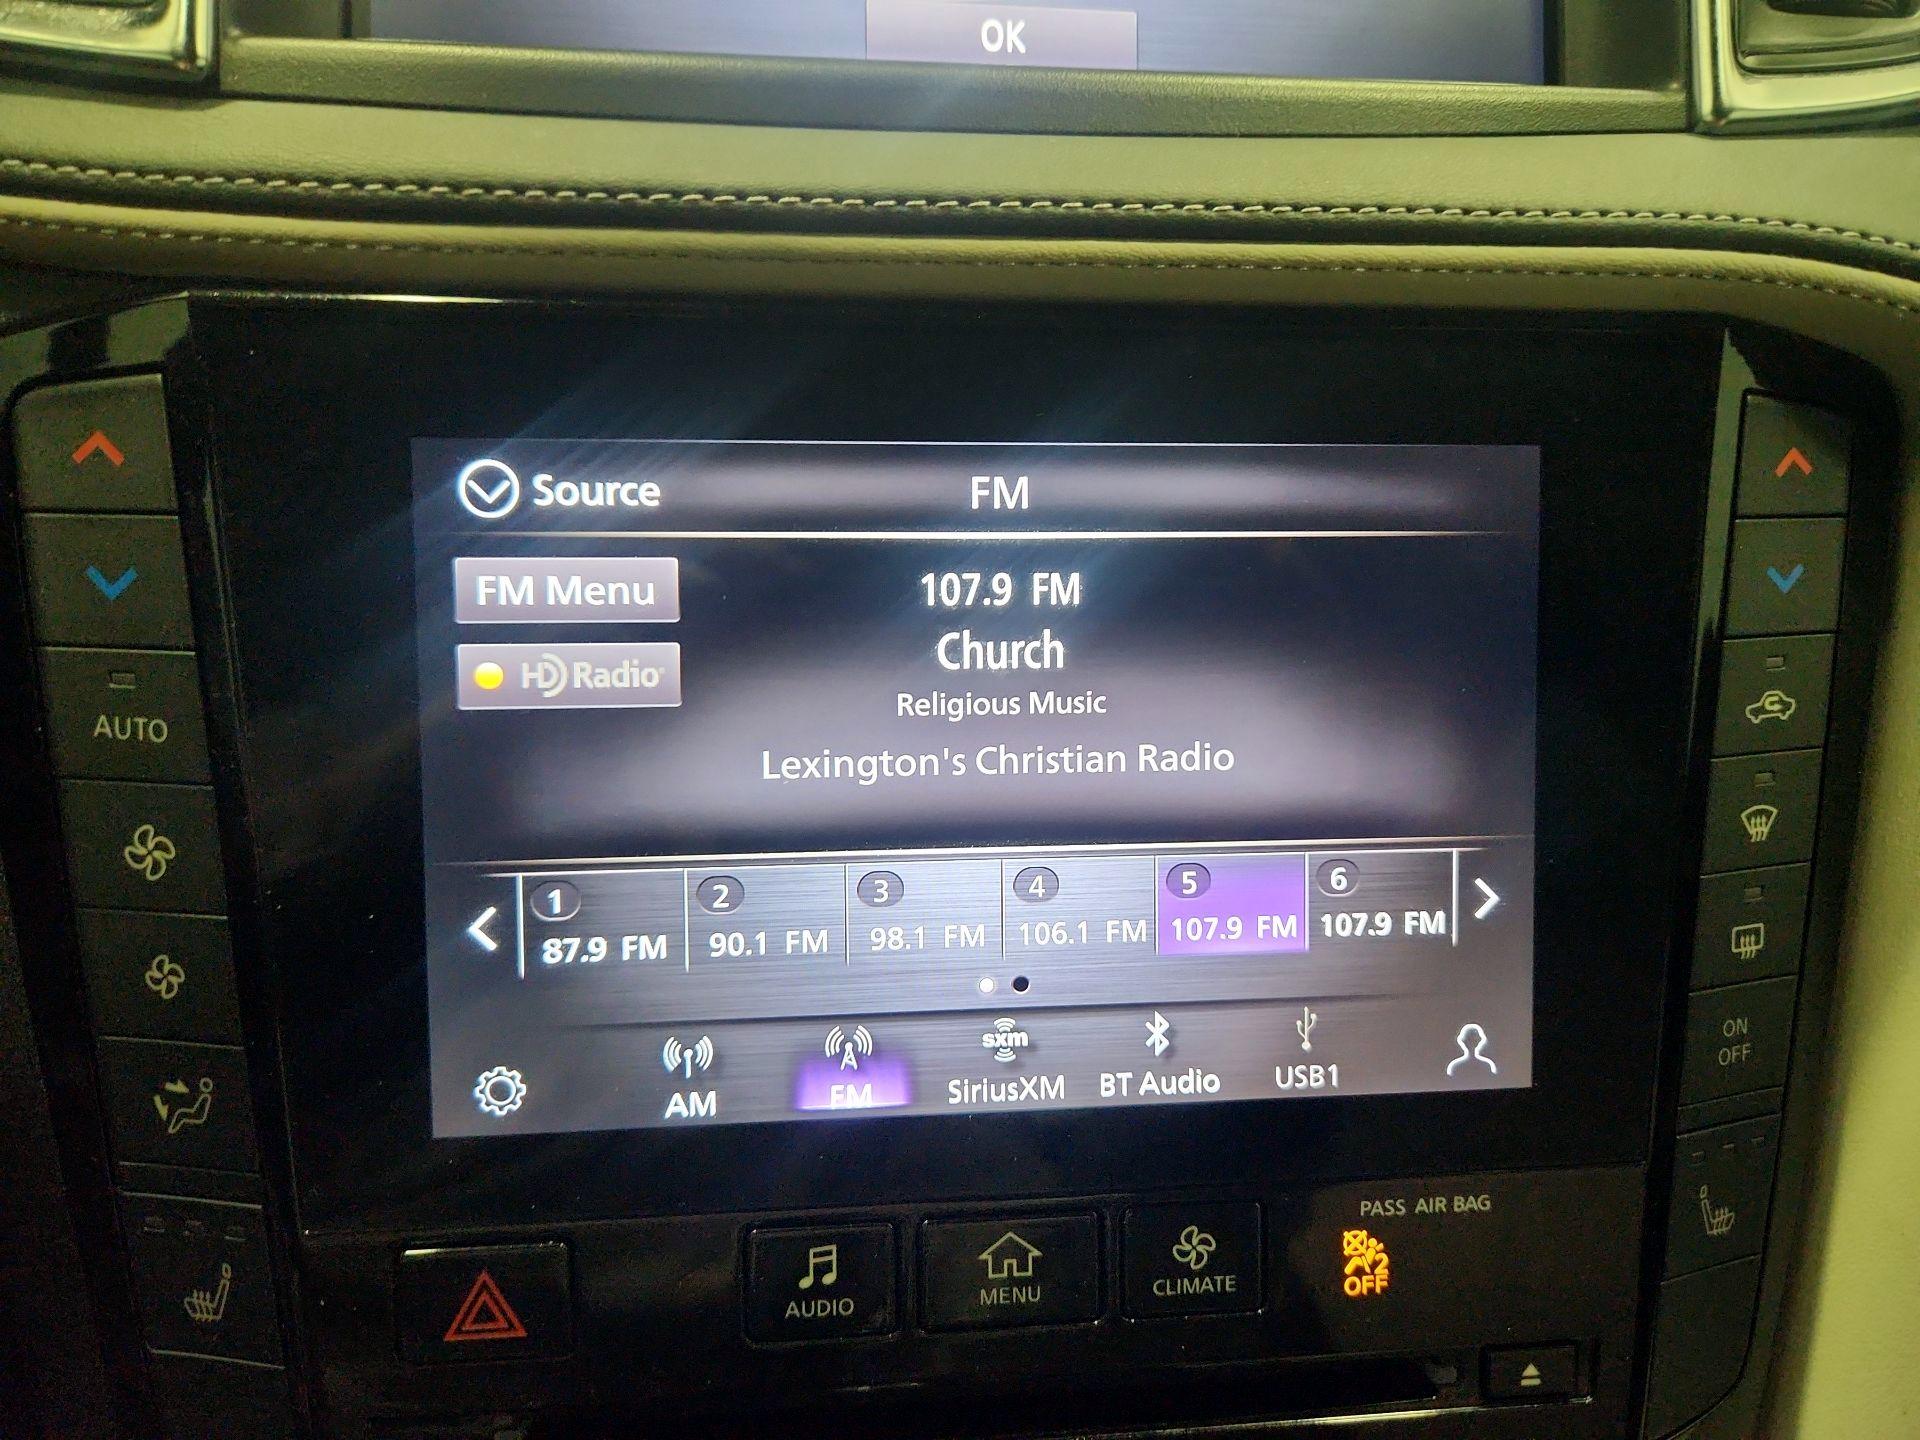 OK
Source
FM
FM Menu
107.9 FM
HD Radio
Church
Religious Music
Lexington's Christian Radio
1 2 3 4 5 6
87.9 FM 90.1 FM 98.1 FM 106.1 FM 107.9 FM 107.9 FM
AM FM SiriusXM BT Audio USB1
sxm
AUTO
ON
OFF
PASS AIR BAG
2
OFF
AUDIO
MENU
CLIMATE